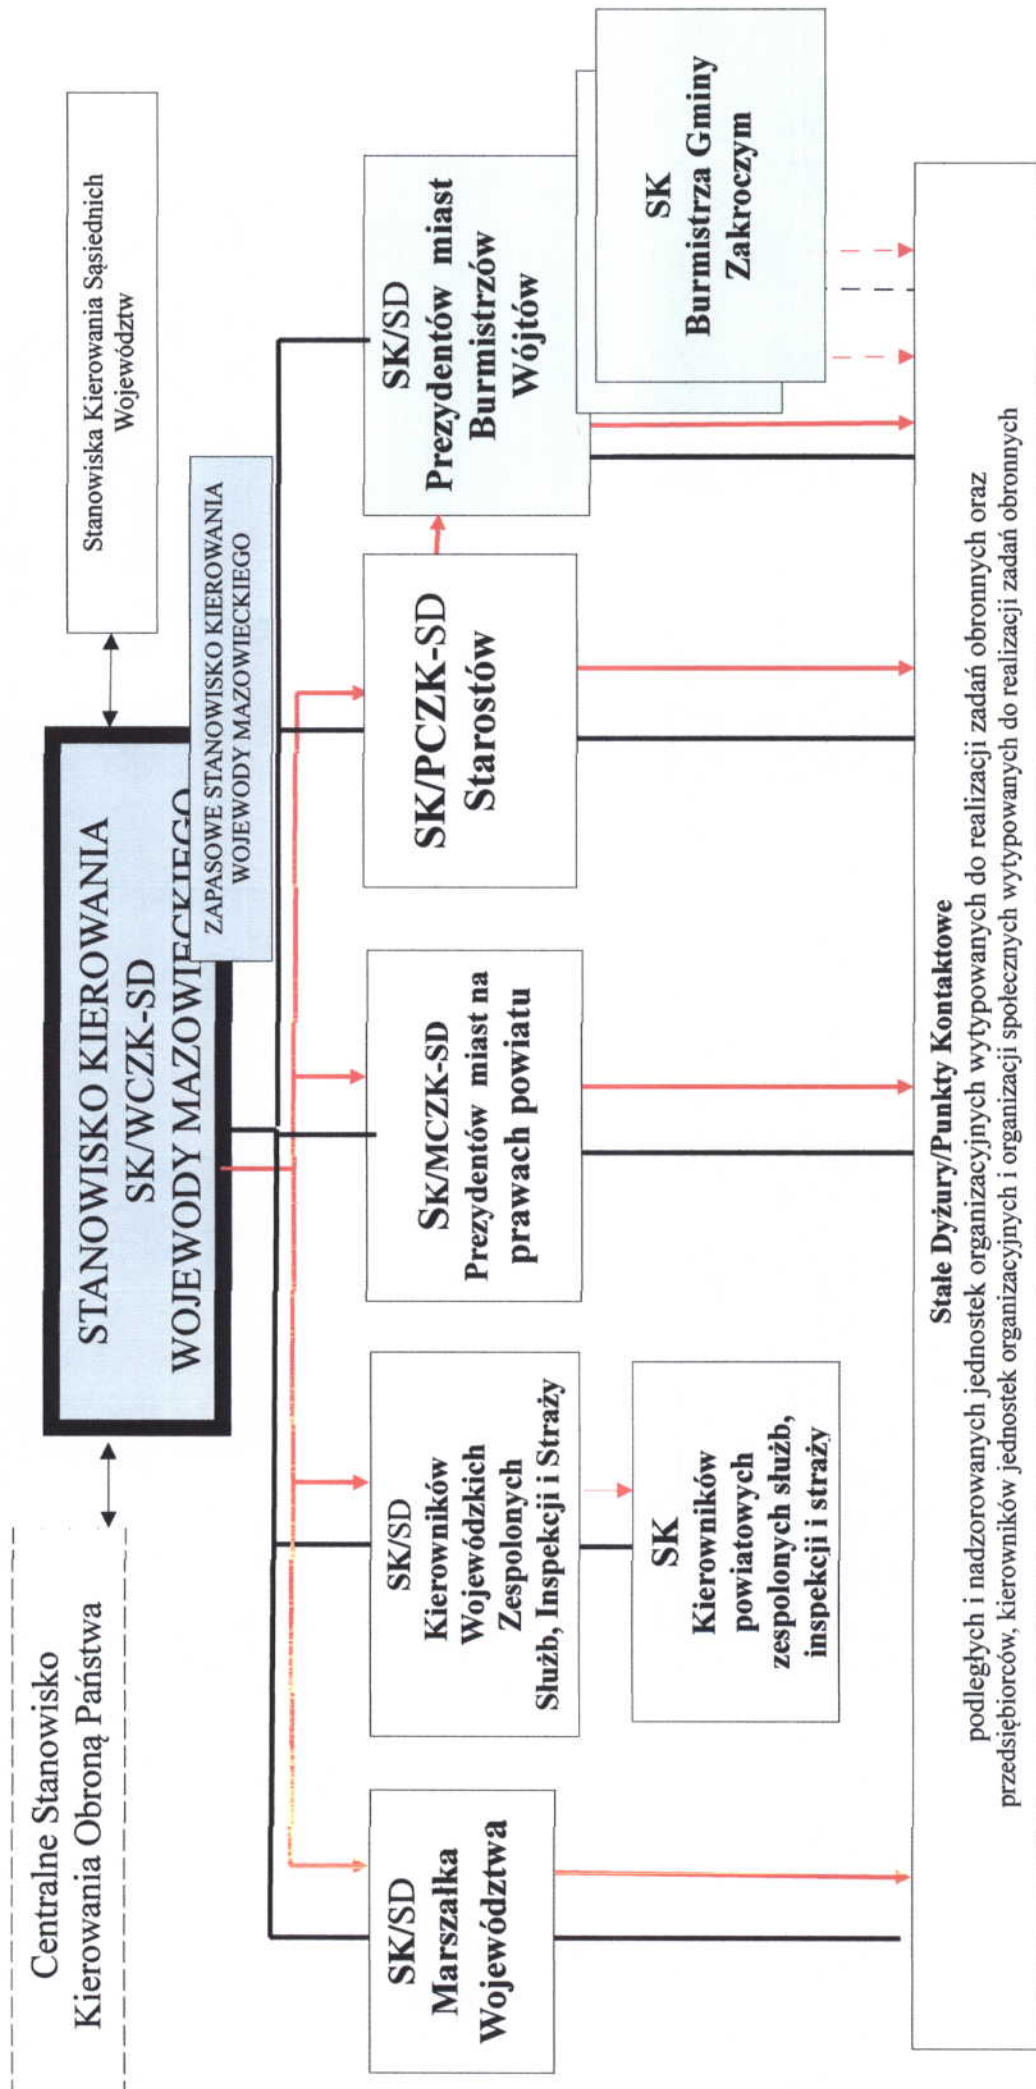 Centralne Stanowisko
Kierowania Obroną Państwa
STANOWISKO KIEROWANIA
SK/WCZK-SD
WOJEWODY MAZOWIECKIEGO
Stanowiska Kierowania Sąsiednich
Województw
ZAPASOWE STANOWISKO KIEROWANIA
WOJEWODY MAZOWIECKIEGO
SK/SD
Marszałka
Województwa
SK/SD
Kierowników
Wojewódzkich
Zespolonych
Służb, Inspekcji i Straży
SK/MCZK-SD
Prezydentów miast na
prawach powiatu
SK/PCZK-SD
Starostów
SK/SD
Prezydentów miast
Burmistrzów
Wójtów
SK
Kierowników
powiatowych
zespolonych służb,
inspekcji i straży
SK
Burmistrza Gminy
Zakroczym
Stałe Dyżury/Punkty Kontaktowe
podległych i nadzorowanych jednostek organizacyjnych wytypowanych do realizacji zadań obronnych oraz
przedsiębiorców, kierowników jednostek organizacyjnych i organizacji społecznych wytypowanych do realizacji zadań obronnych